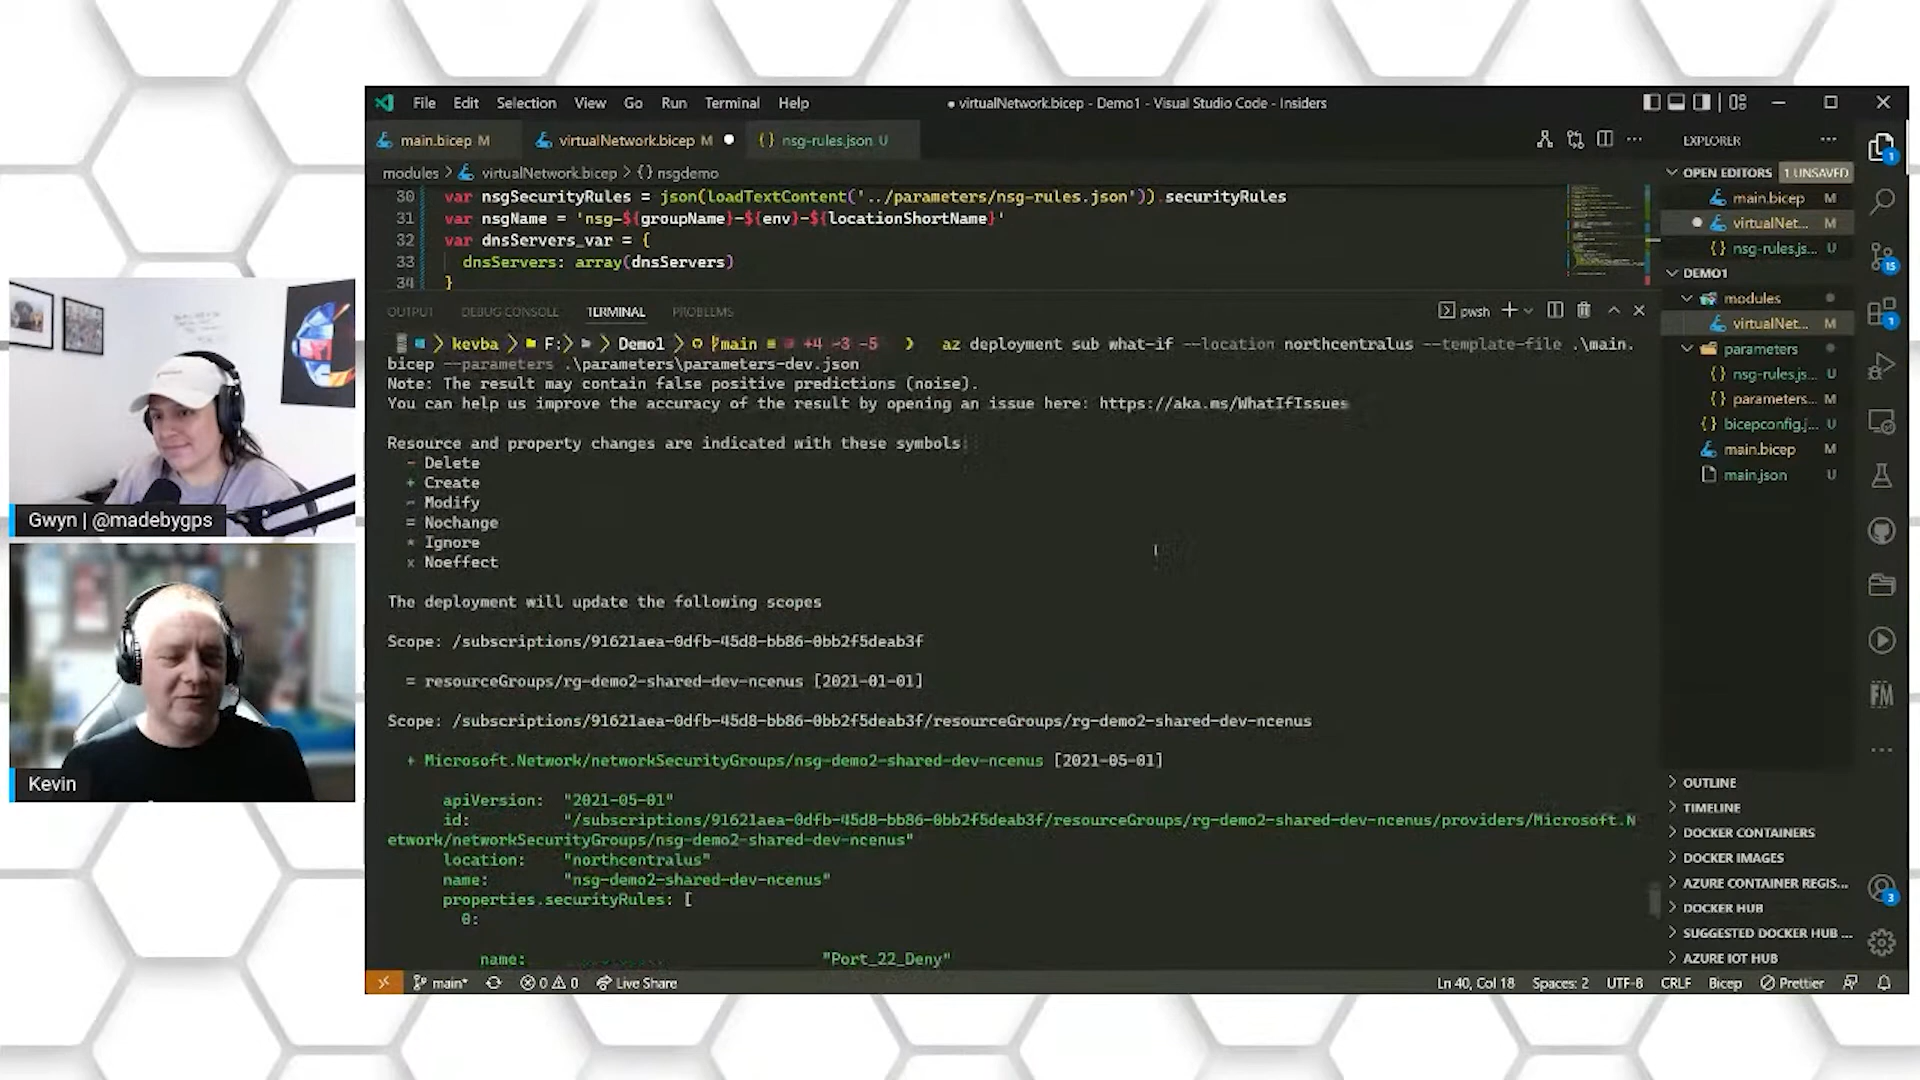 File Edit Selection View Go Run Terminal Help
● virtualNetwork.bicep - Demo1 - Visual Studio Code - Insiders
main.bicep M
virtualNetwork.bicep M ●
{} nsg-rules.json U
modules > virtualNetwork.bicep > {} nsgdemo
30 var nsgSecurityRules = json(loadTextContent('../parameters/nsg-rules.json')).securityRules
31 var nsgName = 'nsg-${groupName}-${env}-${locationShortName}'
32 var dnsServers_var = {
33 dnsServers: array(dnsServers)
34 }
OUTPUT DEBUG CONSOLE TERMINAL PROBLEMS
pwsh
kevba > F: > Demo1 > main ≡ +4 ~3 -5 > az deployment sub what-if --location northcentralus --template-file .\main.
bicep --parameters .\parameters\parameters-dev.json
Note: The result may contain false positive predictions (noise).
You can help us improve the accuracy of the result by opening an issue here: https://aka.ms/WhatIfIssues
Resource and property changes are indicated with these symbols:
- Delete
+ Create
~ Modify
= Nochange
* Ignore
x Noeffect
The deployment will update the following scopes
Scope: /subscriptions/91621aea-0dfb-45d8-bb86-0bb2f5deab3f
= resourceGroups/rg-demo2-shared-dev-ncenus [2021-01-01]
Scope: /subscriptions/91621aea-0dfb-45d8-bb86-0bb2f5deab3f/resourceGroups/rg-demo2-shared-dev-ncenus
+ Microsoft.Network/networkSecurityGroups/nsg-demo2-shared-dev-ncenus [2021-05-01]
apiVersion: "2021-05-01"
id: "/subscriptions/91621aea-0dfb-45d8-bb86-0bb2f5deab3f/resourceGroups/rg-demo2-shared-dev-ncenus/providers/Microsoft.N
etwork/networkSecurityGroups/nsg-demo2-shared-dev-ncenus"
location: "northcentralus"
name: "nsg-demo2-shared-dev-ncenus"
properties.securityRules: [
0:
name: "Port_22_Deny"
main* 0 0 Live Share
Ln 40, Col 18 Spaces: 2 UTF-8 CRLF Bicep Prettier
EXPLORER
OPEN EDITORS 1 UNSAVED
main.bicep M
virtualNet... M
{} nsg-rules.js... U
DEMO1
modules
virtualNet... M
parameters
{} nsg-rules.js... U
{} parameters... M
{} bicepconfig.j... U
main.bicep M
main.json U
OUTLINE
TIMELINE
DOCKER CONTAINERS
DOCKER IMAGES
AZURE CONTAINER REGIS...
DOCKER HUB
SUGGESTED DOCKER HUB ...
AZURE IOT HUB
1
15
1
FM
3
Gwyn | @madebygps
Kevin